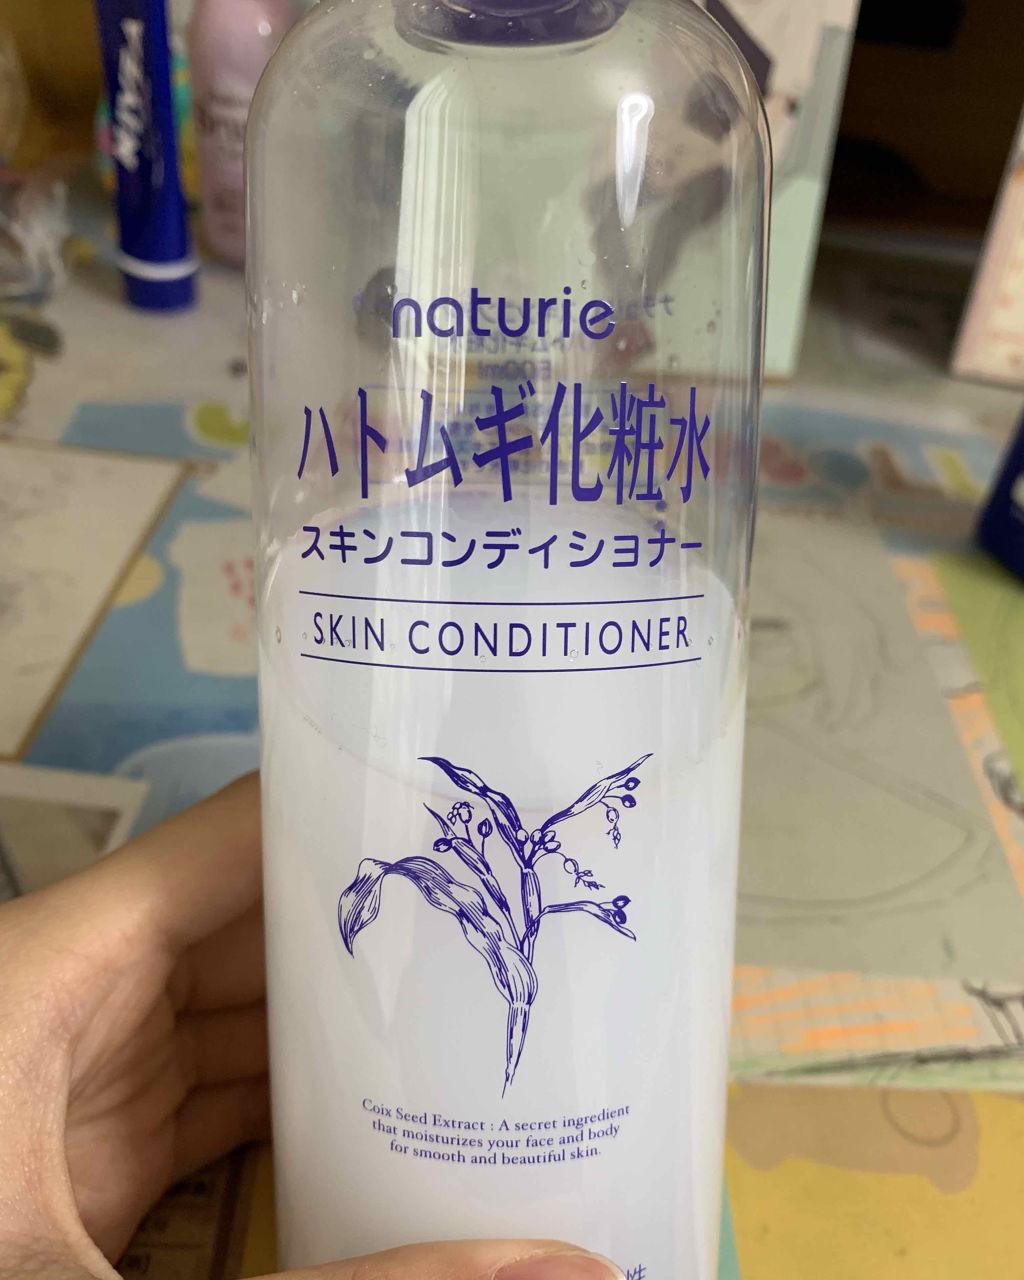 NIVEA
naturie
ハトムギ化粧水
スキンコンディショナー
SKIN CONDITIONER
Coix Seed Extract : A secret ingredient
that moisturizes your face and body
for smooth and beautiful skin.